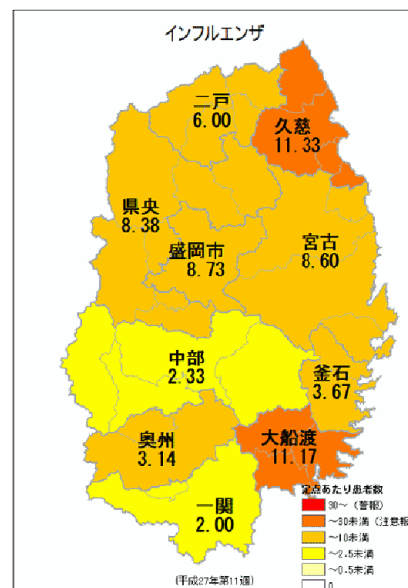 インフルエンザ
二戸
6.00
久慈
11.33
県央
8.38
盛岡市
8.73
宮古
8.60
中部
2.33
釜石
3.67
奥州
3.14
大船渡
11.17
一関
2.00
定点あたり患者数
30～（警報）
～30未満（注意報
～10未満
～2.5未満
～0.5未満
0
(平成27年第11週)